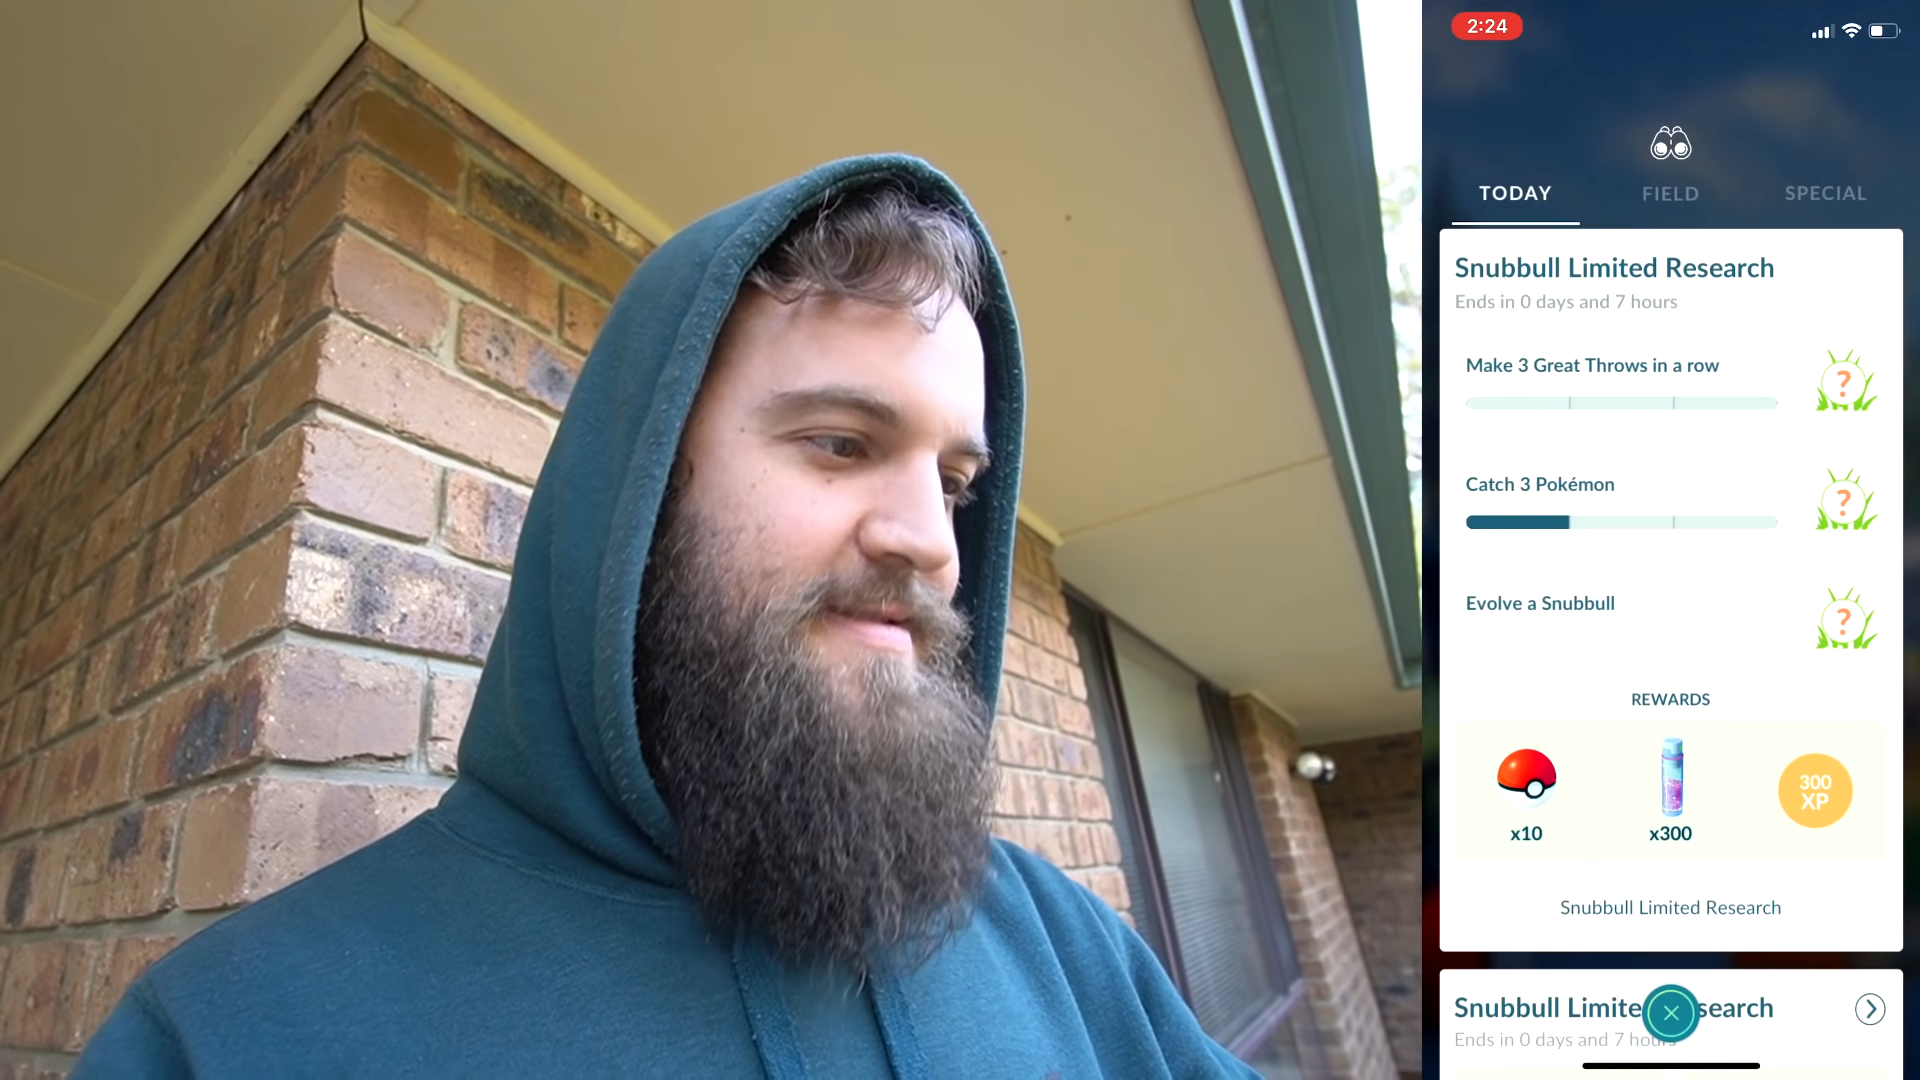 2:24
TODAY FIELD SPECIAL
Snubbull Limited Research
Ends in 0 days and 7 hours
Make 3 Great Throws in a row
?
Catch 3 Pokémon
?
Evolve a Snubbull
?
REWARDS
300
XP
x10 x300
Snubbull Limited Research
Snubbull Limite search
Ends in 0 days and 7 hours